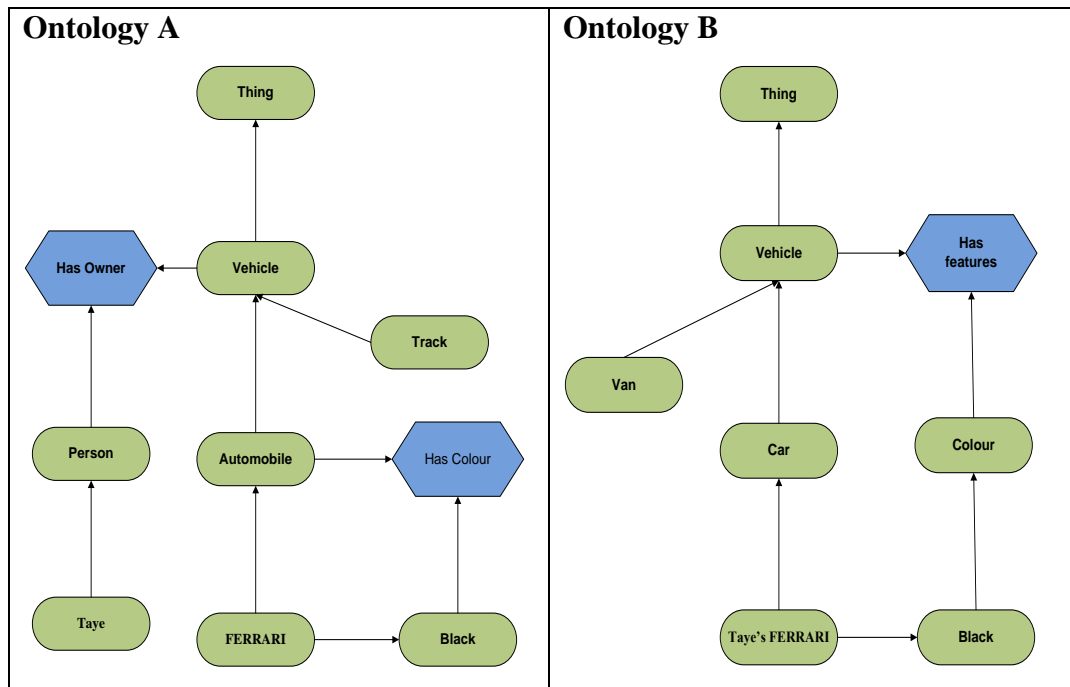 Ontology A
Thing
Has Owner
Vehicle
Track
Person
Automobile
Has Colour
Taye
FERRARI
Black
Ontology B
Thing
Vehicle
Has
features
Van
Car
Colour
Taye’s FERRARI
Black